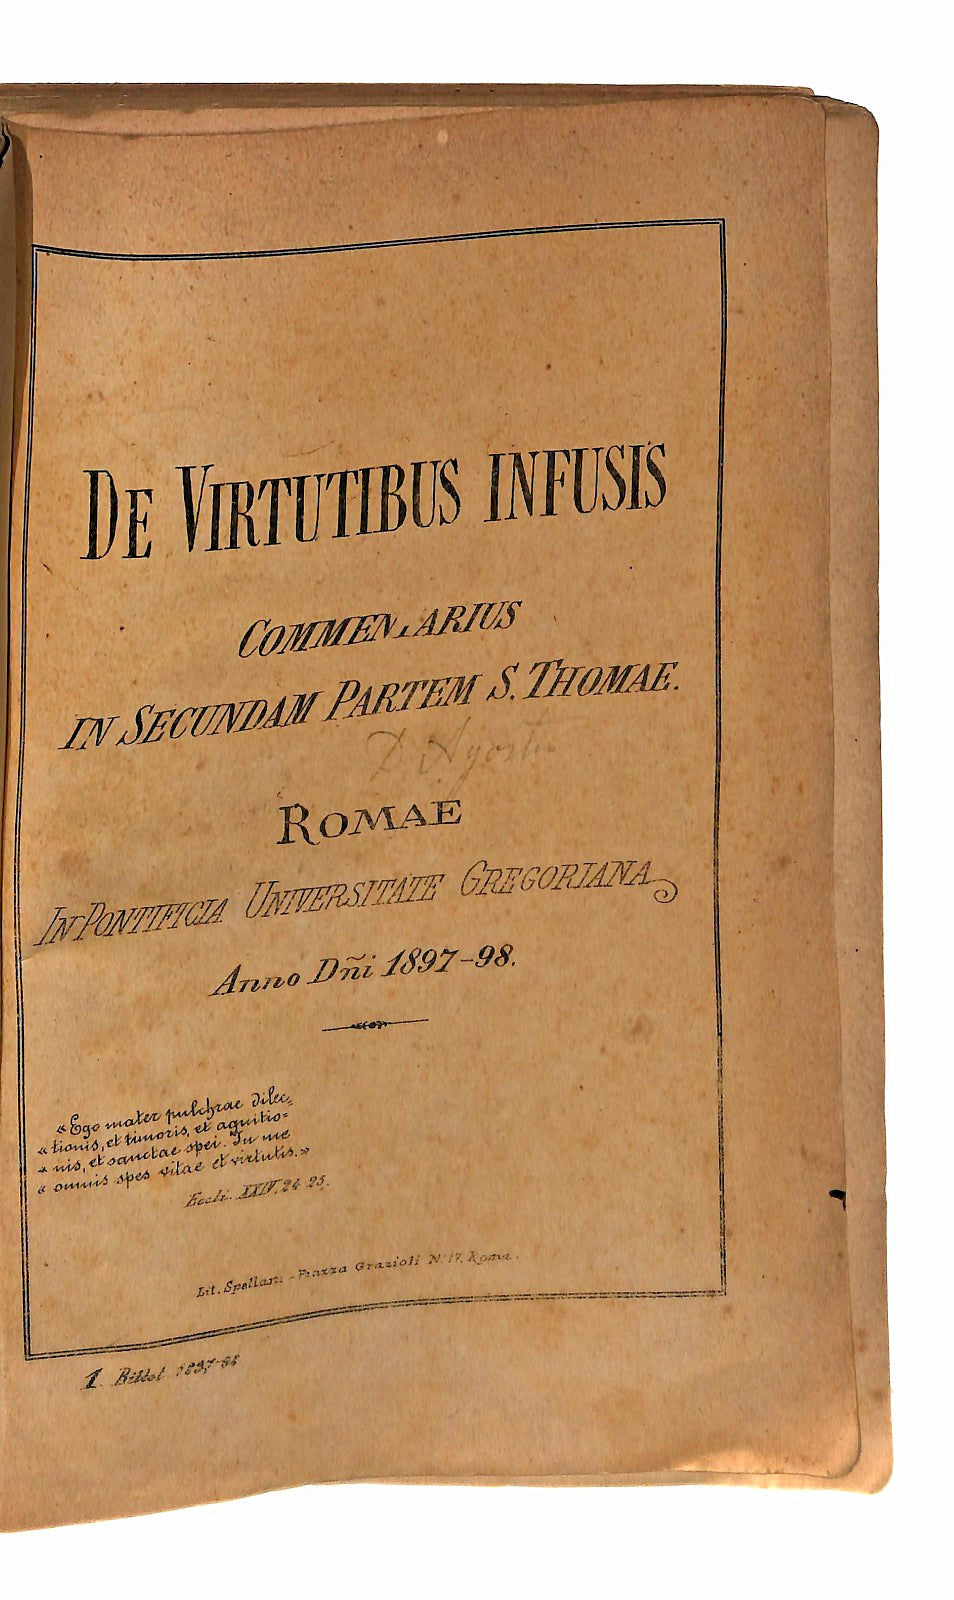 DE VIRTUTIBUS INFUSIS
COMMENTARIUS
IN SECUNDAM PARTEM S. THOMAE.
D'Agosti
ROMAE
IN PONTIFICIA UNIVERSITATE GREGORIANA
Anno Dñi 1897-98.
«Ego mater pulchrae dilec-
«tionis, et timoris, et agnitio=
« nis, et sanctae spei. In me
« omnis spes vitae et virtutis.»
Eccli. XXIV, 24 25.
Lit. Spellani - Piazza Grazioli N. 17, Roma.
1. Billot 1897-98